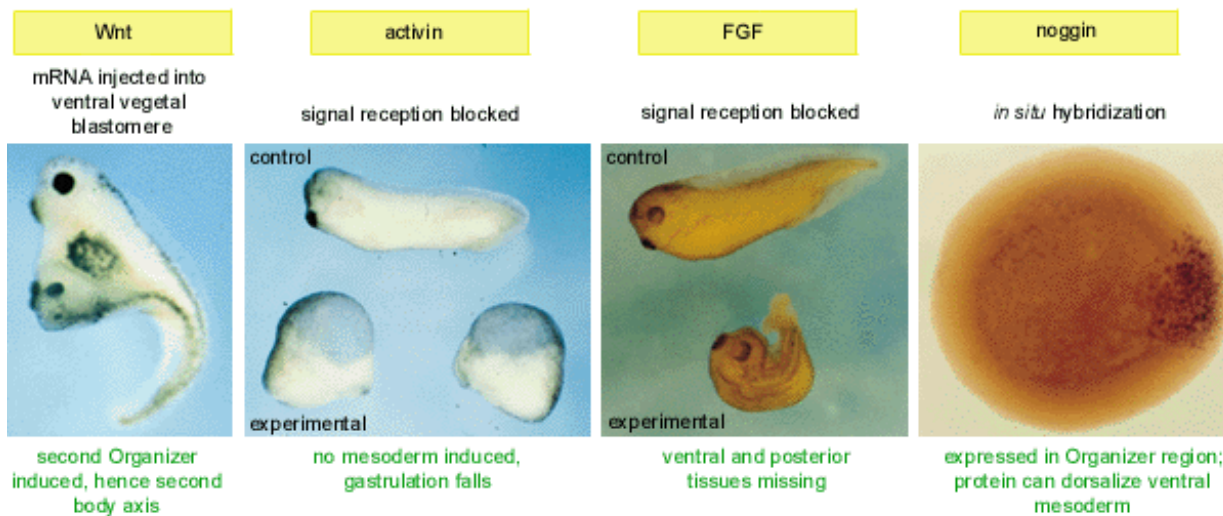 Wnt
mRNA injected into
ventral vegetal
blastomere
second Organizer
induced, hence second
body axis
activin
signal reception blocked
control
experimental
no mesoderm induced,
gastrulation falls
FGF
signal reception blocked
control
experimental
ventral and posterior
tissues missing
noggin
in situ hybridization
expressed in Organizer region;
protein can dorsalize ventral
mesoderm